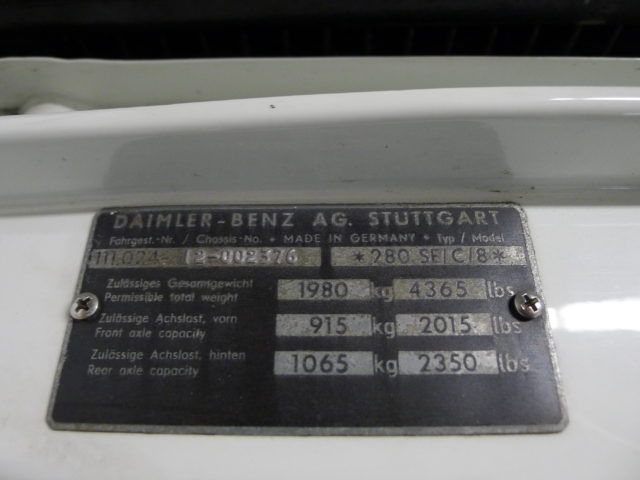 DAIMLER-BENZ AG. STUTTGART
Fahrgest.-Nr. / Chassis-No. • MADE IN GERMANY • Typ / Model
111.024- 12-002376 *280 SE/C/8*
Zulässiges Gesamtgewicht
Permissible total weight 1980 kg 4365 lbs
Zulässige Achslast, vorn
Front axle capacity 915 kg 2015 lbs
Zulässige Achslast, hinten
Rear axle capacity 1065 kg 2350 lbs